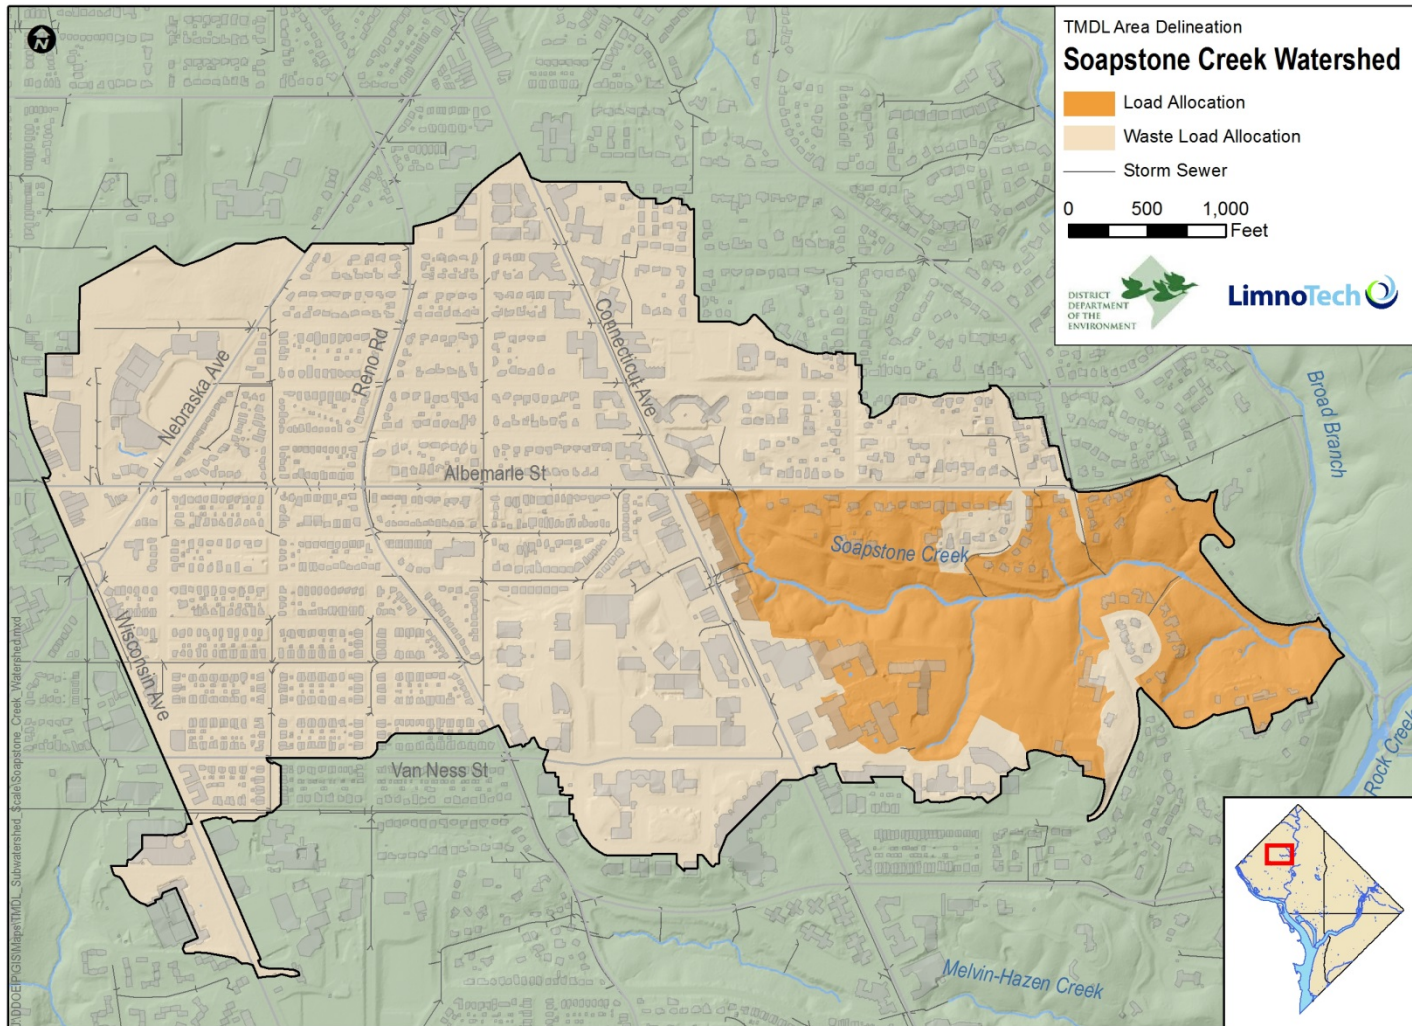 N
TMDL Area Delineation
Soapstone Creek Watershed
Load Allocation
Waste Load Allocation
Storm Sewer
0 500 1,000
Feet
DISTRICT
DEPARTMENT
OF THE
ENVIRONMENT
LimnoTech
Connecticut Ave
Reno Rd
Nebraska Ave
Broad Branch
Albemarle St
Soapstone Creek
Wisconsin Ave
Van Ness St
Rock Creek
Melvin-Hazen Creek